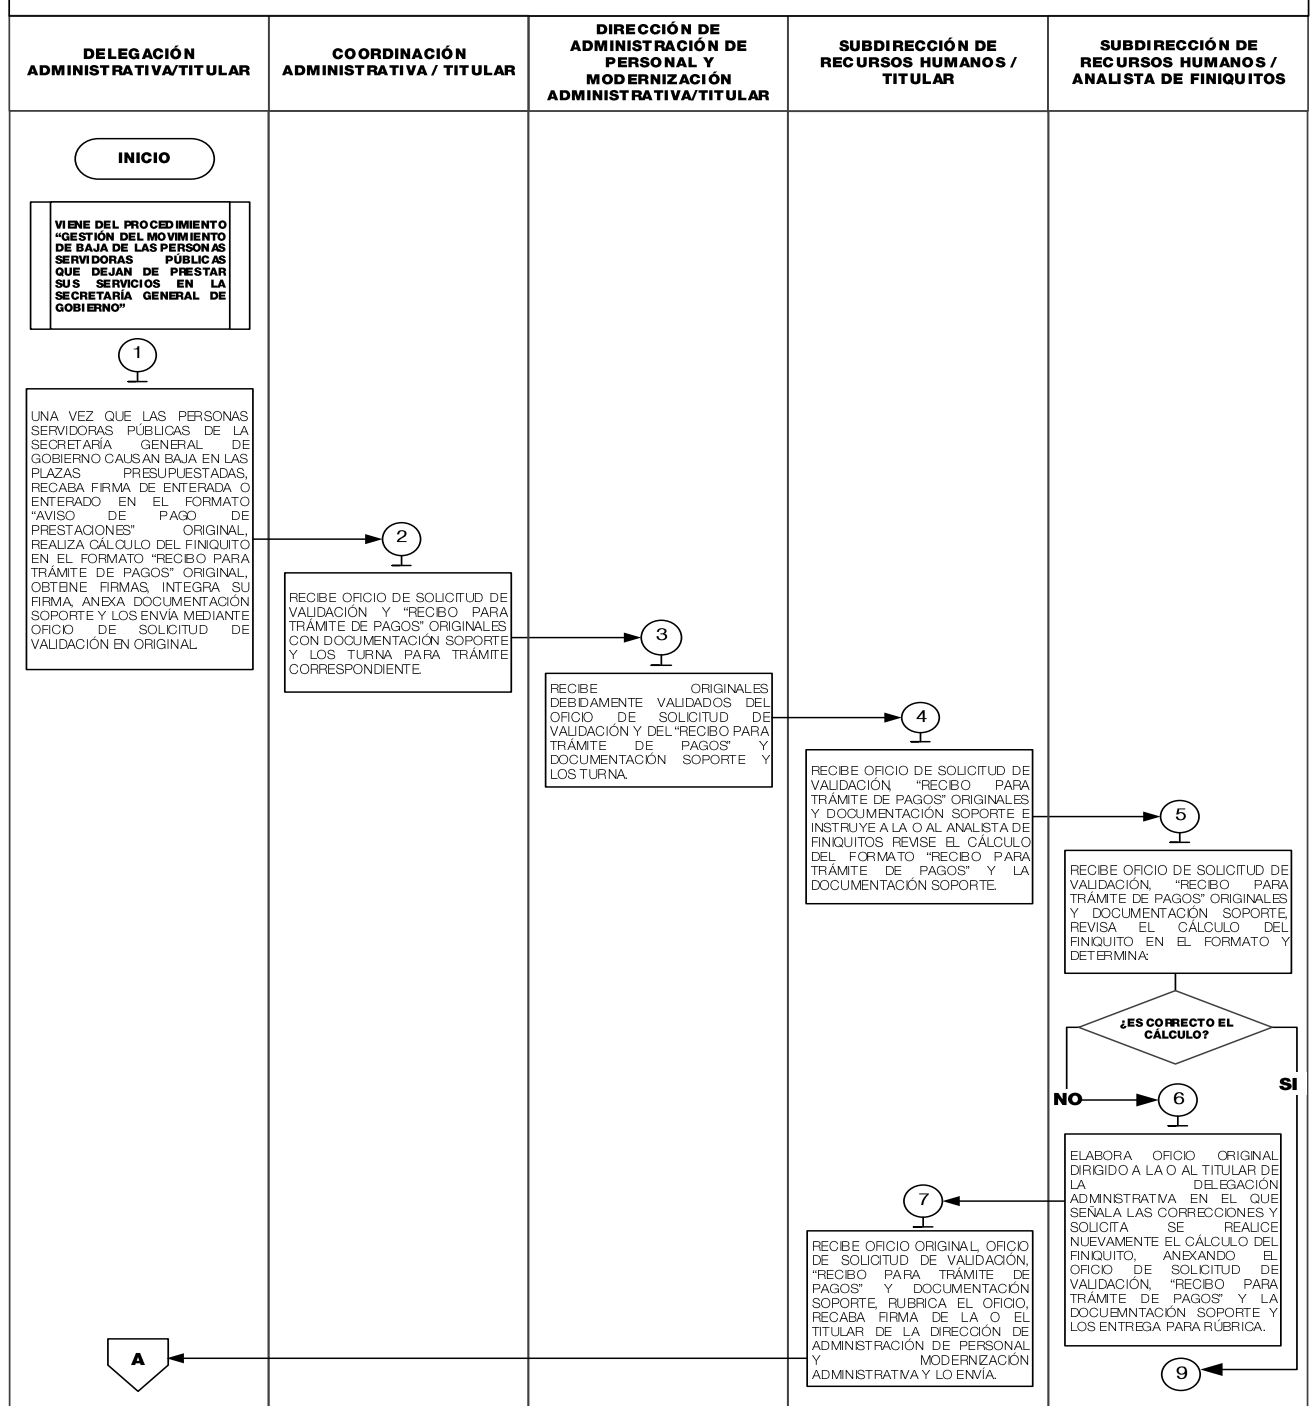 DELEGACIÓN
ADMINISTRATIVA/TITULAR
COORDINACIÓN
ADMINISTRATIVA / TITULAR
DIRECCIÓN DE
ADMINISTRACIÓN DE
PERSONAL Y
MODERNIZACIÓN
ADMINISTRATIVA/TITULAR
SUBDIRECCIÓN DE
RECURSOS HUMANOS /
TITULAR
SUBDIRECCIÓN DE
RECURSOS HUMANOS /
ANALISTA DE FINIQUITOS
INICIO
VIENE DEL PROCEDIMIENTO
“GESTIÓN DEL MOVIMIENTO
DE BAJA DE LAS PERSONAS
SERVIDORAS PÚBLICAS
QUE DEJAN DE PRESTAR
SUS SERVICIOS EN LA
SECRETARÍA GENERAL DE
GOBIERNO”
1
UNA VEZ QUE LAS PERSONAS
SERVIDORAS PÚBLICAS DE LA
SECRETARÍA GENERAL DE
GOBIERNO CAUSAN BAJA EN LAS
PLAZAS PRESUPUESTADAS,
RECABA FIRMA DE ENTERADA O
ENTERADO EN EL FORMATO
“AVISO DE PAGO DE
PRESTACIONES” ORIGINAL,
REALIZA CÁLCULO DEL FINIQUITO
EN EL FORMATO “RECIBO PARA
TRÁMITE DE PAGOS” ORIGINAL,
OBTEINE FIRMAS, INTEGRA SU
FIRMA, ANEXA DOCUMENTACIÓN
SOPORTE Y LOS ENVÍA MEDIANTE
OFICIO DE SOLICITUD DE
VALIDACIÓN EN ORIGINAL.
2
RECIBE OFICIO DE SOLICITUD DE
VALIDACIÓN Y “RECIBO PARA
TRÁMITE DE PAGOS” ORIGINALES
CON DOCUMENTACIÓN SOPORTE
Y LOS TURNA PARA TRÁMITE
CORRESPONDIENTE.
3
RECIBE ORIGINALES
DEBIDAMENTE VALIDADOS DEL
OFICIO DE SOLICITUD DE
VALIDACIÓN Y DEL “RECIBO PARA
TRÁMITE DE PAGOS” Y
DOCUMENTACIÓN SOPORTE Y
LOS TURNA.
4
RECIBE OFICIO DE SOLICITUD DE
VALIDACIÓN, “RECIBO PARA
TRÁMITE DE PAGOS” ORIGINALES
Y DOCUMENTACIÓN SOPORTE E
INSTRUYE A LA O AL ANALISTA DE
FINIQUITOS REVISE EL CÁLCULO
DEL FORMATO “RECIBO PARA
TRÁMITE DE PAGOS” Y LA
DOCUMENTACIÓN SOPORTE.
5
RECIBE OFICIO DE SOLICITUD DE
VALIDACIÓN, “RECIBO PARA
TRÁMITE DE PAGOS” ORIGINALES
Y DOCUMENTACIÓN SOPORTE,
REVISA EL CÁLCULO DEL
FINIQUITO EN EL FORMATO Y
DETERMINA:
¿ES CORRECTO EL
CÁLCULO?
SI
NO
6
ELABORA OFICIO ORIGINAL
DIRIGIDO A LA O AL TITULAR DE
LA DELEGACIÓN
ADMINISTRATIVA EN EL QUE
SEÑALA LAS CORRECCIONES Y
SOLICITA SE REALICE
NUEVAMENTE EL CÁLCULO DEL
FINIQUITO, ANEXANDO EL
OFICIO DE SOLICITUD DE
VALIDACIÓN, “RECIBO PARA
TRÁMITE DE PAGOS” Y LA
DOCUEMNTACIÓN SOPORTE Y
LOS ENTREGA PARA RÚBRICA.
7
RECIBE OFICIO ORIGINAL, OFICIO
DE SOLICITUD DE VALIDACIÓN,
“RECIBO PARA TRÁMITE DE
PAGOS” Y DOCUMENTACIÓN
SOPORTE, RUBRICA EL OFICIO,
RECABA FIRMA DE LA O EL
TITULAR DE LA DIRECCIÓN DE
ADMINISTRACIÓN DE PERSONAL
Y MODERNIZACIÓN
ADMINISTRATIVA Y LO ENVÍA.
A
9